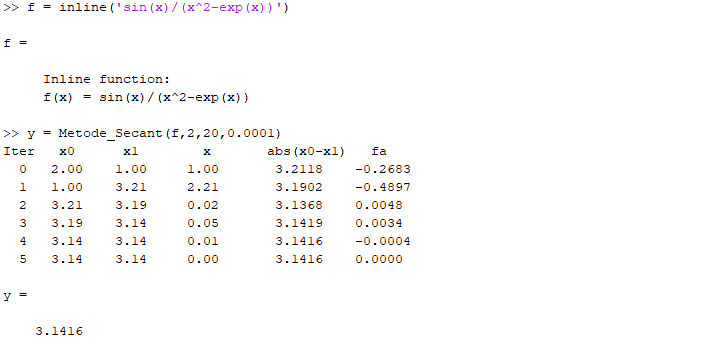 >> f = inline('sin(x)/(x^2-exp(x))')
f =
Inline function:
f(x) = sin(x)/(x^2-exp(x))
>> y = Metode_Secant(f,2,20,0.0001)
Iter x0 x1 x abs(x0-x1) fa
0 2.00 1.00 1.00 3.2118 -0.2683
1 1.00 3.21 2.21 3.1902 -0.4897
2 3.21 3.19 0.02 3.1368 0.0048
3 3.19 3.14 0.05 3.1419 0.0034
4 3.14 3.14 0.01 3.1416 -0.0004
5 3.14 3.14 0.00 3.1416 0.0000
y =
3.1416